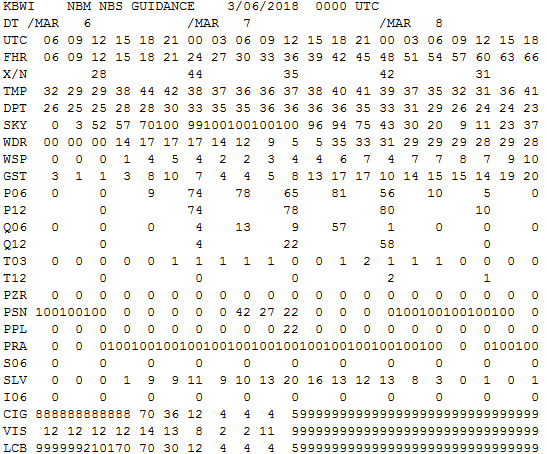 KBWI    NBM NBS GUIDANCE    3/06/2018  0000 UTC
DT /MAR   6                /MAR   7                /MAR   8
UTC  06 09 12 15 18 21 00 03 06 09 12 15 18 21 00 03 06 09 12 15 18
FHR  06 09 12 15 18 21 24 27 30 33 36 39 42 45 48 51 54 57 60 63 66
X/N        28          44          35          42          31
TMP  32 29 29 38 44 42 38 37 36 36 37 38 40 41 39 37 35 32 31 36 41
DPT  26 25 25 28 28 30 33 35 35 36 36 36 36 35 33 31 29 26 24 24 23
SKY   0  3 52 57 70100 99100100100100 96 94 75 43 30 20  9 11 23 37
WDR  00 00 00 14 17 17 17 14 12  9  5  5 35 33 31 29 29 29 28 29 28
WSP   0  0  0  1  4  5  4  2  2  3  4  4  6  7  4  7  7  8  7  9 10
GST   3  1  1  3  8 10  7  4  4  5  8 13 17 17 10 14 15 15 14 19 20
P06   0     0     9    74    78    65    81    56    10     5     0
P12         0          74          78          80          10
Q06   0     0     0     4    13     9    57     1     0     0     0
Q12         0           4          22          58           0
T03   0  0  0  0  0  1  1  1  1  1  0  0  1  2  1  1  1  0  0  0  0
T12         0           0           0           2           1
PZR   0  0  0  0  0  0  0  0  0  0  0  0  0  0  0  0  0  0  0  0  0
PSN 100100100  0  0  0  0  0 42 27 22  0  0  0  0100100100100100  0
PPL   0  0  0  0  0  0  0  0  0  0 22  0  0  0  0  0  0  0  0  0  0
PRA   0  0  0100100100100100100100100100100100100100100  0  0100100
S06   0     0     0     0     0     0     0     0     0     0     0
SLV   0  0  0  1  9  9 11  9 10 13 20 16 13 12 13  8  3  0  1  0  1
I06   0     0     0     0     0     0     0     0     0     0     0
CIG 888888888888 70 36 12  4  4  4  5999999999999999999999999999999
VIS  12 12 12 12 14 13  8  2  2 11  5999999999999999999999999999999
LCB 999999210170 70 30 12  4  4  4  5999999999999999999999999999999